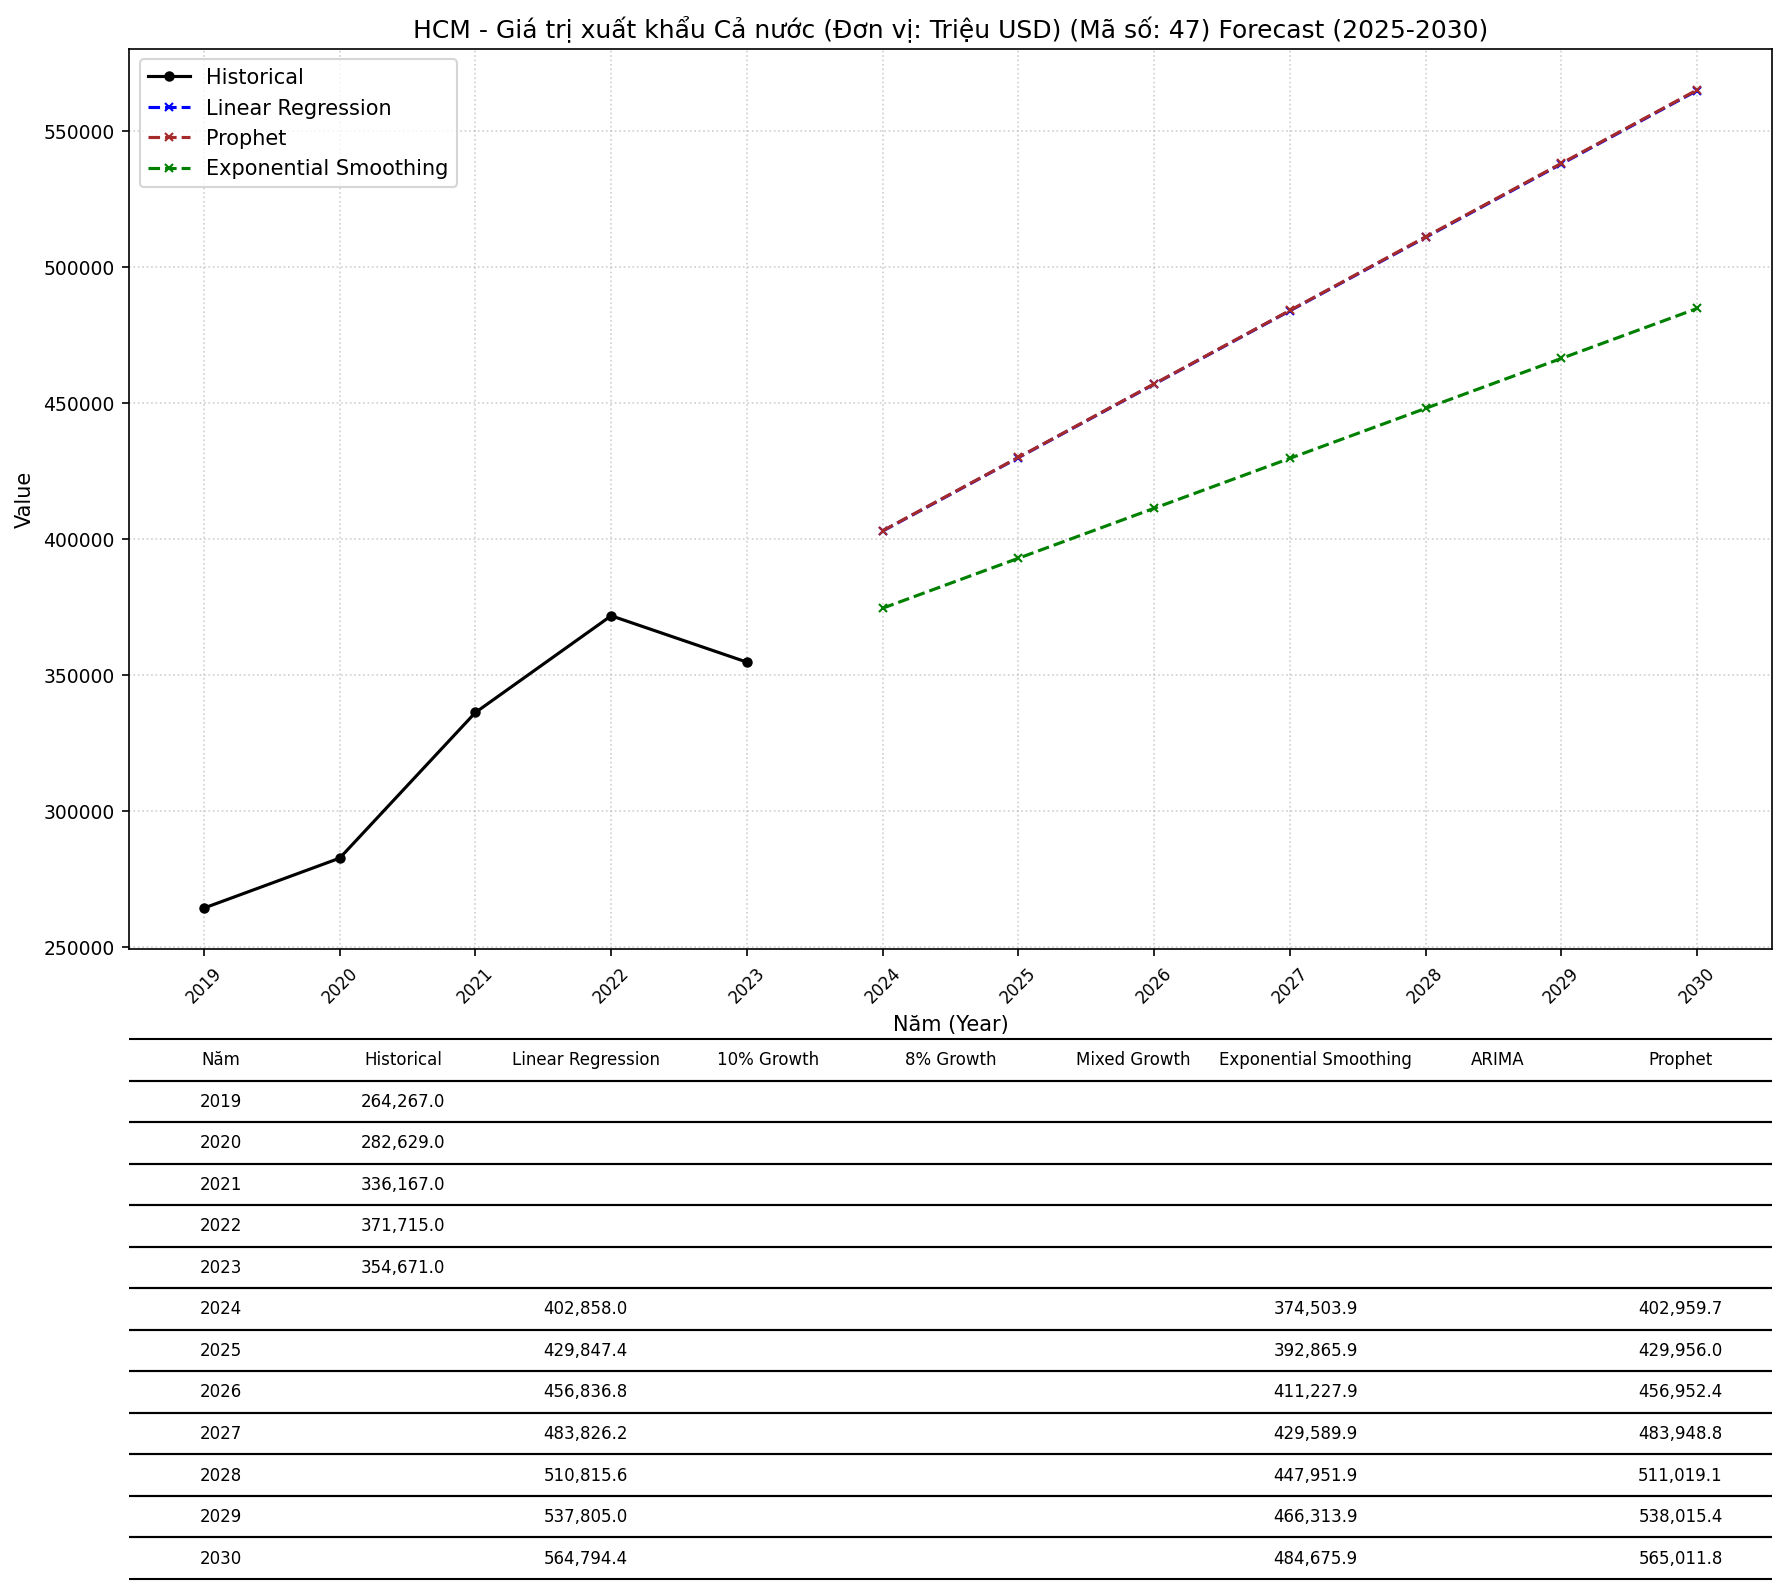 HCM - Giá trị xuất khẩu Cả nước (Đơn vị: Triệu USD) (Mã số: 47) Forecast (2025-2030)
Historical
Linear Regression
Prophet
Exponential Smoothing
Value
550000
500000
450000
400000
350000
300000
250000
2019 2020 2021 2022 2023 2024 2025 2026 2027 2028 2029 2030
Năm (Year)
Năm Historical Linear Regression 10% Growth 8% Growth Mixed Growth Exponential Smoothing ARIMA Prophet
2019 264,267.0
2020 282,629.0
2021 336,167.0
2022 371,715.0
2023 354,671.0
2024 402,858.0 374,503.9 402,959.7
2025 429,847.4 392,865.9 429,956.0
2026 456,836.8 411,227.9 456,952.4
2027 483,826.2 429,589.9 483,948.8
2028 510,815.6 447,951.9 511,019.1
2029 537,805.0 466,313.9 538,015.4
2030 564,794.4 484,675.9 565,011.8